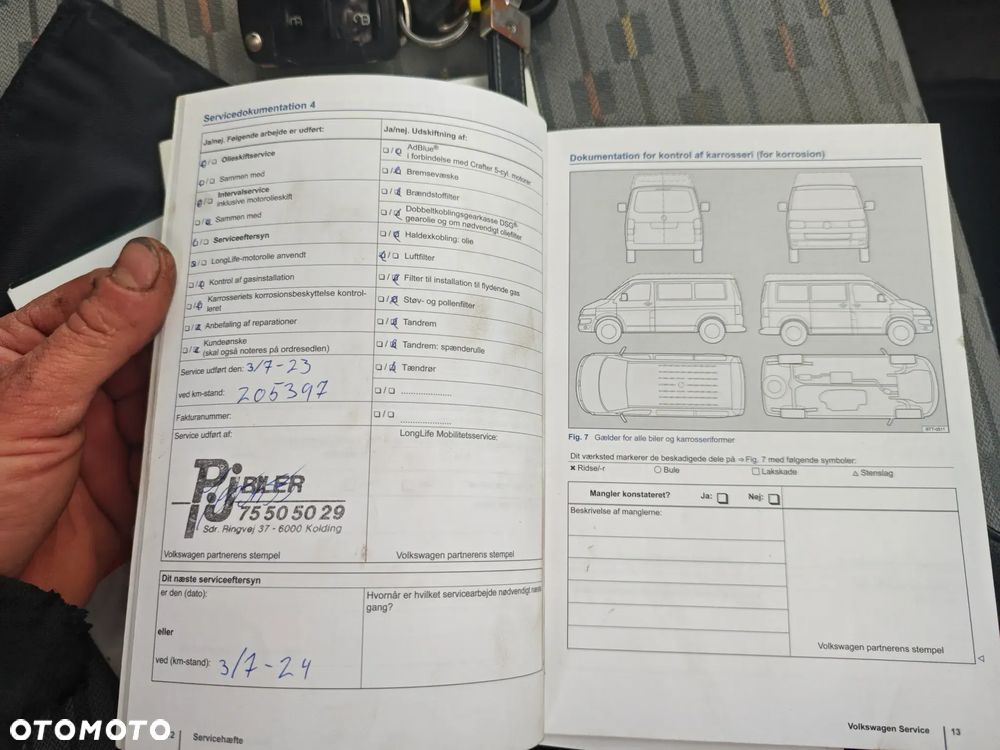 Servicedokumentation 4
Ja/nej. Følgende arbejde er udført:
Olieskiftservice
Sammen med
Intervalservice
inklusive motorolieskift
Sammen med
Serviceeftersyn
LongLife-motorolie anvendt
Kontrol af gasinstallation
Karrosseriets korrosionsbeskyttelse kontrol-
leret
Anbefaling af reparationer
Kundeønske
(skal også noteres på ordresedlen)
Service udført den: 3/7-23
ved km-stand: 205397
Fakturanummer:
Service udført af:
PJ BILER
75 50 50 29
Sdr. Ringvej 37 - 6000 Kolding
Volkswagen partnerens stempel
Ja/nej. Udskiftning af:
AdBlue®
i forbindelse med Crafter 5-cyl. motorer
Bremsevæske
Brændstoffilter
Dobbeltkoblingsgearkasse DSG®:
gearolie og om nødvendigt oliefilter
Haldexkobling: olie
Luftfilter
Filter til installation til flydende gas
Støv- og pollenfilter
Tandrem
Tandrem: spænderulle
Tændrør
LongLife Mobilitetsservice:
Volkswagen partnerens stempel
Dit næste serviceeftersyn
er den (dato):
eller
ved (km-stand): 3/7-24
Hvornår er hvilket servicearbejde nødvendigt næste
gang?
Servicehæfte
Dokumentation for kontrol af karrosseri (for korrosion)
Fig. 7 Gælder for alle biler og karrosseriformer
Dit værksted markerer de beskadigede dele på ⇒ Fig. 7 med følgende symboler:
× Ridse/-r ○ Bule □ Lakskade △ Stenslag
Mangler konstateret? Ja: □ Nej: □
Beskrivelse af manglerne:
Volkswagen partnerens stempel
Volkswagen Service 13
OTOMOTO